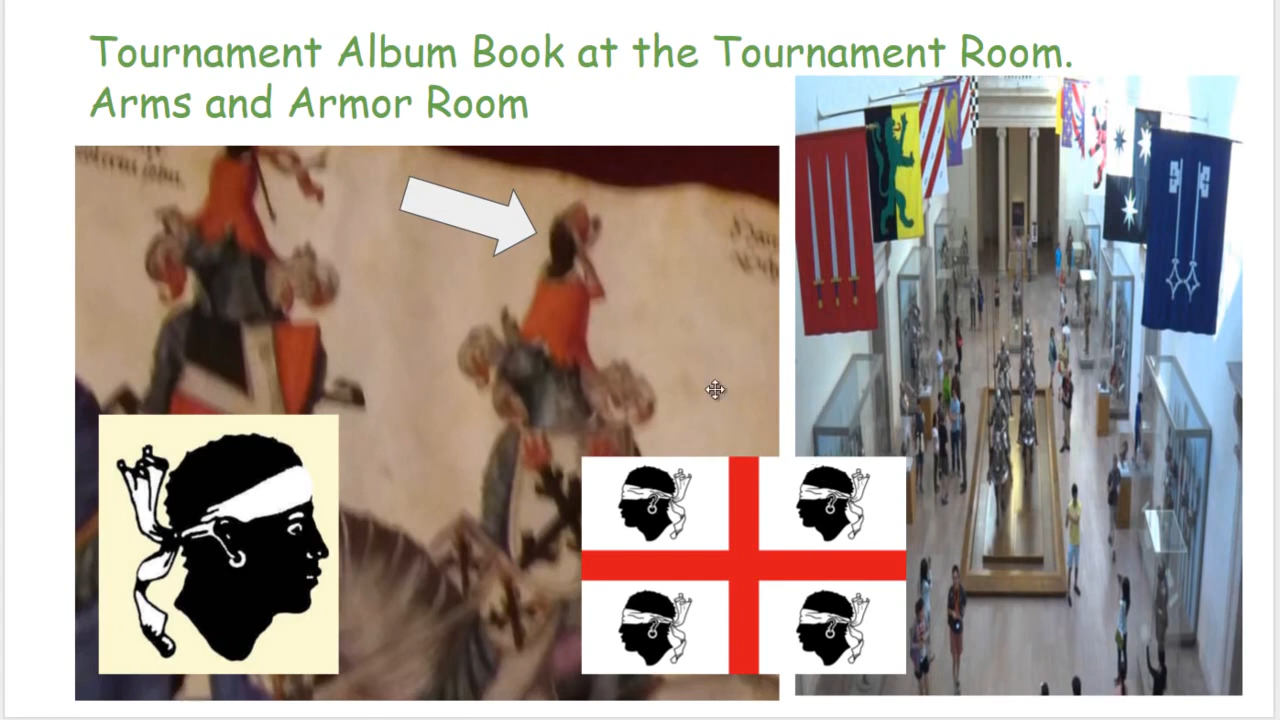 Tournament Album Book at the Tournament Room.
Arms and Armor Room